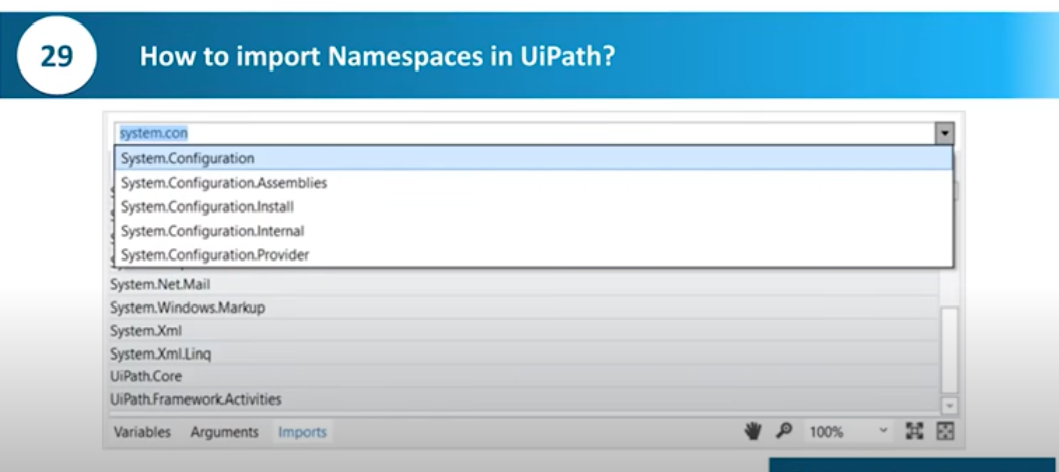 29
How to import Namespaces in UiPath?
system.con
System.Configuration
System.Configuration.Assemblies
System.Configuration.Install
System.Configuration.Internal
System.Configuration.Provider
System.Net.Mail
System.Windows.Markup
System.Xml
System.Xml.Linq
UiPath.Core
UiPath.Framework.Activities
Variables Arguments Imports 100%